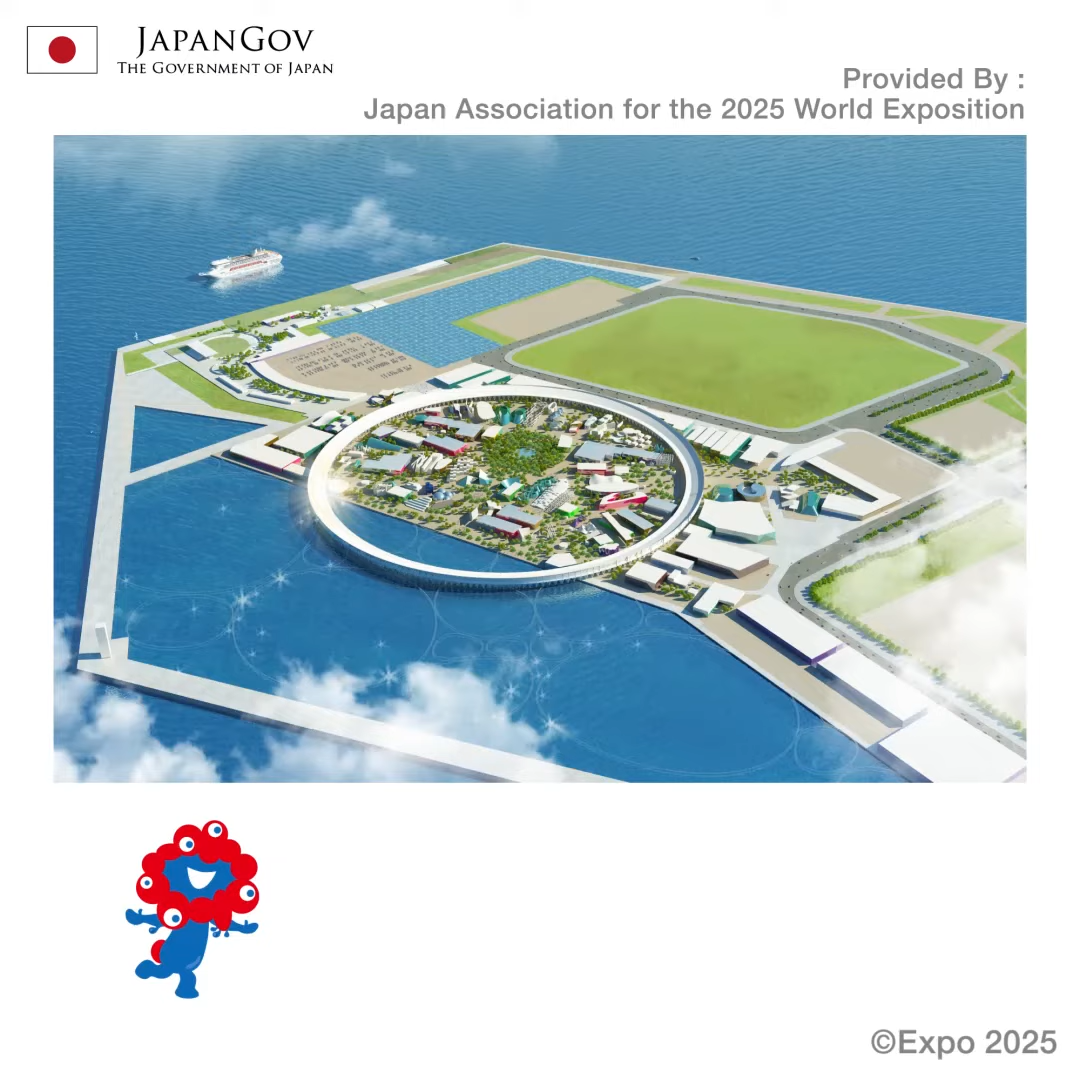 JAPANGOV
THE GOVERNMENT OF JAPAN
Provided By :
Japan Association for the 2025 World Exposition
©Expo 2025